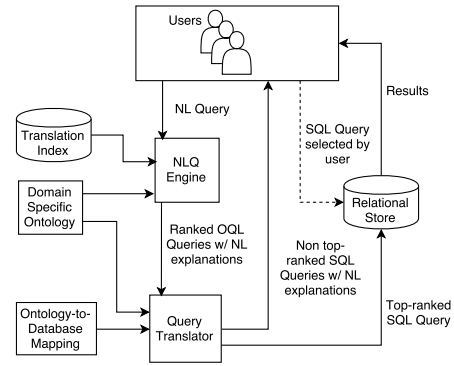 Users
NL Query
Results
Translation
Index
NLQ
Engine
SQL Query
selected by
user
Domain
Specific
Ontology
Relational
Store
Ranked OQL
Queries w/ NL
explanations
Non top-
ranked SQL
Queries w/ NL
explanations
Ontology-to-
Database
Mapping
Query
Translator
Top-ranked
SQL Query